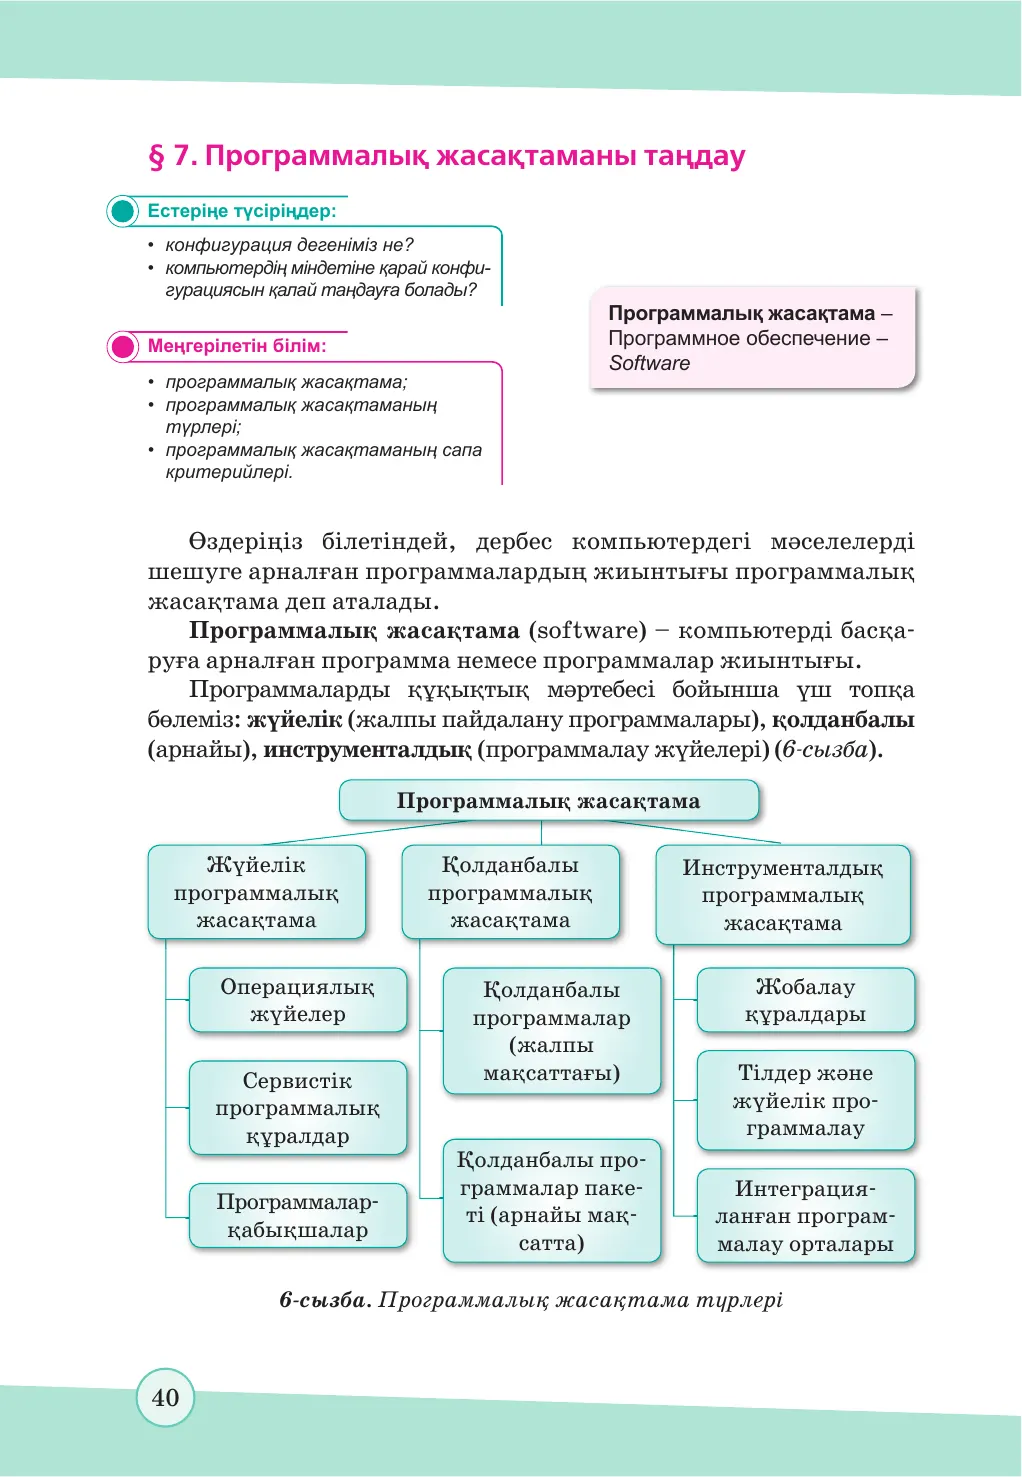 § 7. Программалық жасақтаманы таңдау
Естеріңе түсіріңдер:
• конфигурация дегеніміз не?
• компьютердің міндетіне қарай конфи-
гурациясын қалай таңдауға болады?
Меңгерілетін білім:
• программалық жасақтама;
• программалық жасақтаманың
түрлері;
• программалық жасақтаманың сапа
критерийлері.
Программалық жасақтама –
Программное обеспечение –
Software
Өздеріңіз білетіндей, дербес компьютердегі мәселелерді
шешуге арналған программалардың жиынтығы программалық
жасақтама деп аталады.
Программалық жасақтама (software) – компьютерді басқа-
руға арналған программа немесе программалар жиынтығы.
Программаларды құқықтық мәртебесі бойынша үш топқа
бөлеміз: жүйелік (жалпы пайдалану программалары), қолданбалы
(арнайы), инструменталдық (программалау жүйелері) (6-сызба).
Программалық жасақтама
Жүйелік
программалық
жасақтама
Операциялық
жүйелер
Сервистік
программалық
құралдар
Программалар-
қабықшалар
Қолданбалы
программалық
жасақтама
Қолданбалы
программалар
(жалпы
мақсаттағы)
Қолданбалы про-
граммалар паке-
ті (арнайы мақ-
сатта)
Инструменталдық
программалық
жасақтама
Жобалау
құралдары
Тілдер және
жүйелік про-
граммалау
Интеграция-
ланған програм-
малау орталары
6-сызба. Программалық жасақтама түрлері
40